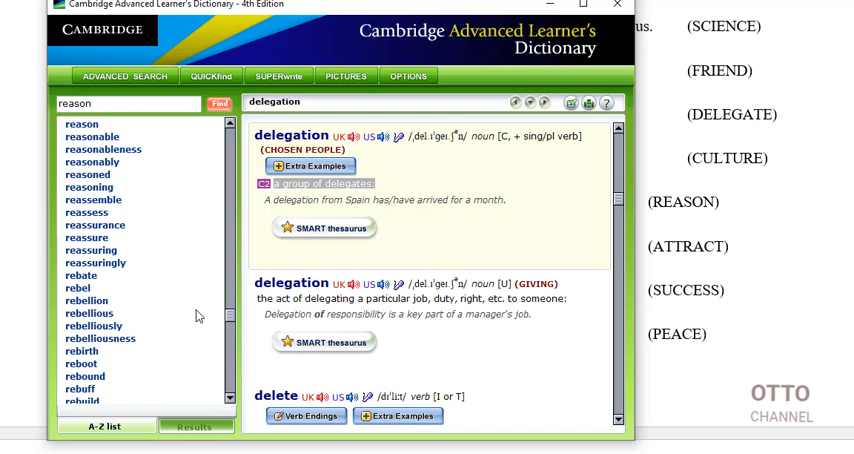 Cambridge Advanced Learner's Dictionary - 4th Edition
CAMBRIDGE
Cambridge Advanced Learner's
Dictionary
ADVANCED SEARCH QUICKfind SUPERwrite PICTURES OPTIONS
reason Find
delegation
reason
reasonable
reasonableness
reasonably
reasoned
reasoning
reassemble
reassess
reassurance
reassure
reassuring
reassuringly
rebate
rebel
rebellion
rebellious
rebelliously
rebelliousness
rebirth
reboot
rebound
rebuff
rebuild
A-Z list Results
delegation UK US /ˌdel.ɪˈɡeɪ.ʃᵊn/ noun [C, + sing/pl verb]
(CHOSEN PEOPLE)
Extra Examples
C2 a group of delegates:
A delegation from Spain has/have arrived for a month.
SMART thesaurus
delegation UK US /ˌdel.ɪˈɡeɪ.ʃᵊn/ noun [U] (GIVING)
the act of delegating a particular job, duty, right, etc. to someone:
Delegation of responsibility is a key part of a manager's job.
SMART thesaurus
delete UK US /dɪˈliːt/ verb [I or T]
Verb Endings Extra Examples
us. (SCIENCE)
(FRIEND)
(DELEGATE)
(CULTURE)
(REASON)
(ATTRACT)
(SUCCESS)
(PEACE)
OTTO
CHANNEL